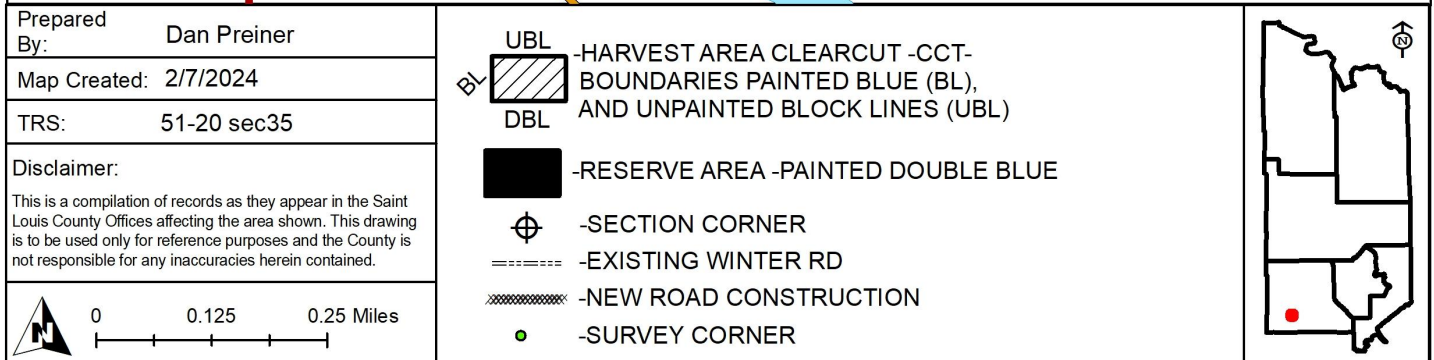 Prepared
By:
Dan Preiner
Map Created: 2/7/2024
TRS: 51-20 sec35
Disclaimer:
This is a compilation of records as they appear in the Saint
Louis County Offices affecting the area shown. This drawing
is to be used only for reference purposes and the County is
not responsible for any inaccuracies herein contained.
N
0 0.125 0.25 Miles
UBL
BL
DBL
-HARVEST AREA CLEARCUT -CCT-
BOUNDARIES PAINTED BLUE (BL),
AND UNPAINTED BLOCK LINES (UBL)
-RESERVE AREA -PAINTED DOUBLE BLUE
-SECTION CORNER
-EXISTING WINTER RD
-NEW ROAD CONSTRUCTION
-SURVEY CORNER
N